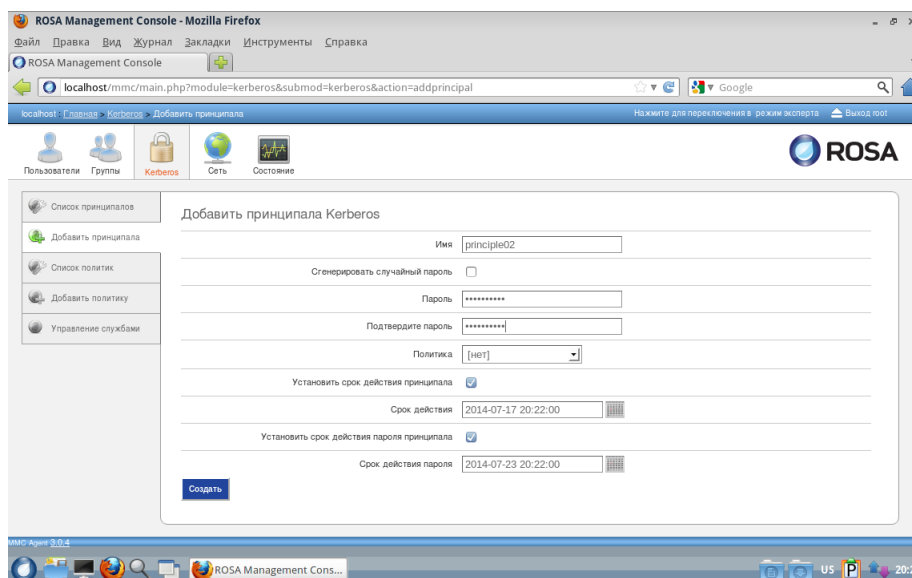 ROSA Management Console - Mozilla Firefox
Файл Правка Вид Журнал Закладки Инструменты Справка
ROSA Management Console
localhost/mmc/main.php?module=kerberos&submod=kerberos&action=addprincipal
Google
localhost : Главная > Kerberos > Добавить принципала
Нажмите для переключения в режим эксперта
Выход root
Пользователи
Группы
Kerberos
Сеть
Состояние
ROSA
Список принципалов
Добавить принципала
Список политик
Добавить политику
Управление службами
Добавить принципала Kerberos
Имя principle02
Сгенерировать случайный пароль
Пароль ••••••••••
Подтвердите пароль ••••••••••
Политика [нет]
Установить срок действия принципала
Срок действия 2014-07-17 20:22:00
Установить срок действия пароля принципала
Срок действия пароля 2014-07-23 20:22:00
Создать
MMC Agent 3.0.4
ROSA Management Cons...
US
P